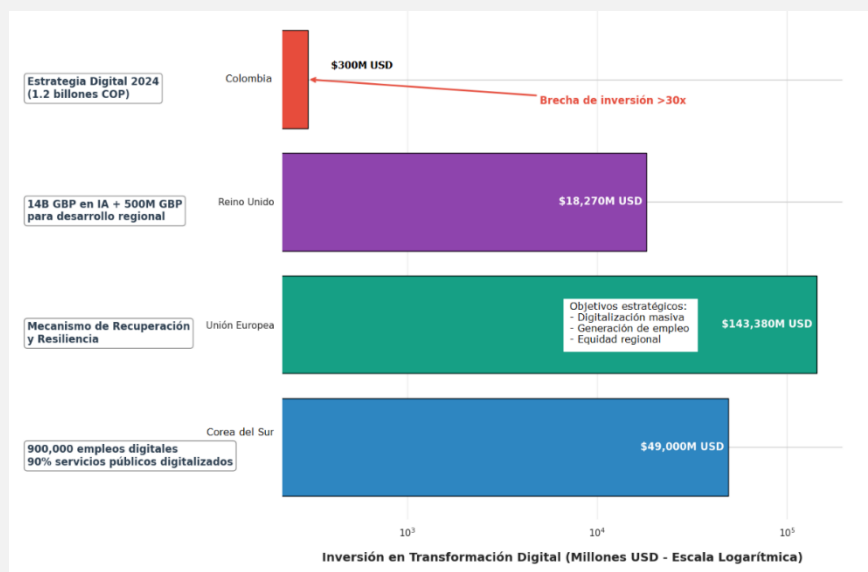 Estrategia Digital 2024
(1.2 billones COP)
Colombia
$300M USD
Brecha de inversión >30x
14B GBP en IA + 500M GBP
para desarrollo regional
Reino Unido
$18,270M USD
Mecanismo de Recuperación
y Resiliencia
Unión Europea
Objetivos estratégicos:
- Digitalización masiva
- Generación de empleo
- Equidad regional
$143,380M USD
Corea del Sur
900,000 empleos digitales
90% servicios públicos digitalizados
$49,000M USD
10³ 10⁴ 10⁵
Inversión en Transformación Digital (Millones USD - Escala Logarítmica)